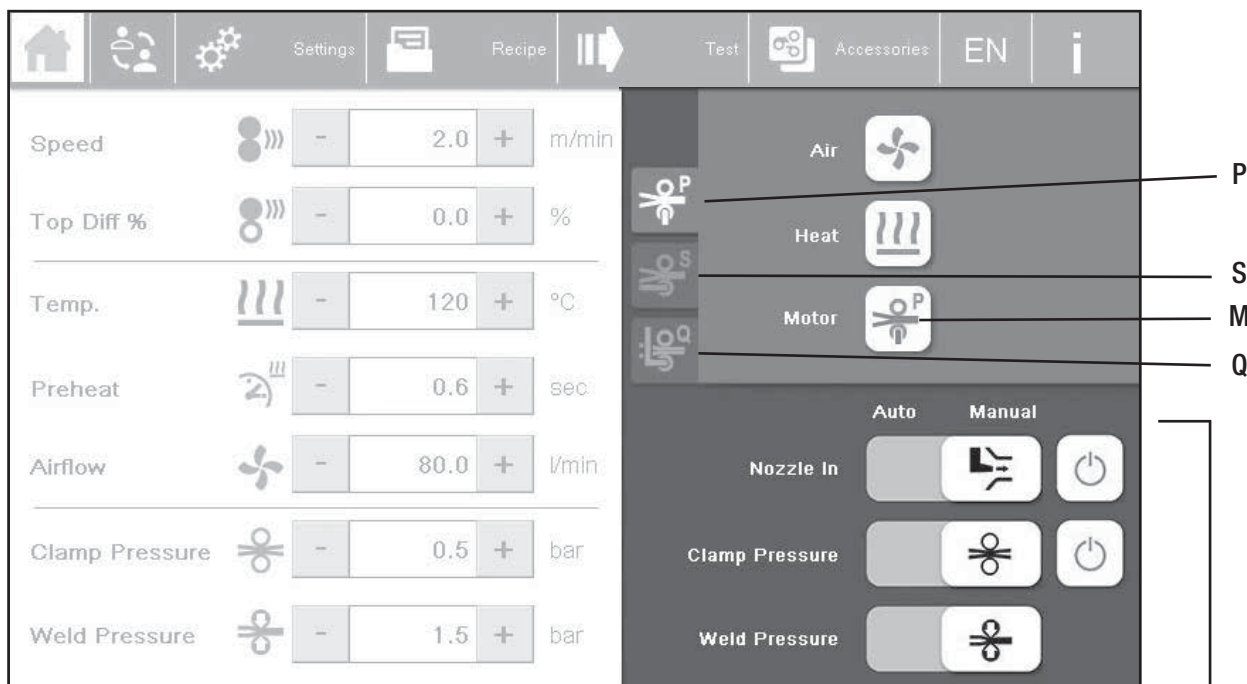 Settings Recipe Test Accessories EN i
Speed - 2.0 + m/min
Top Diff % - 0.0 + %
Temp. - 120 + °C
Preheat - 0.6 + sec
Airflow - 80.0 + l/min
Clamp Pressure - 0.5 + bar
Weld Pressure - 1.5 + bar
P
S
Q
Air
Heat
Motor P
Auto Manual
Nozzle In
Clamp Pressure
Weld Pressure
P
S
M
Q